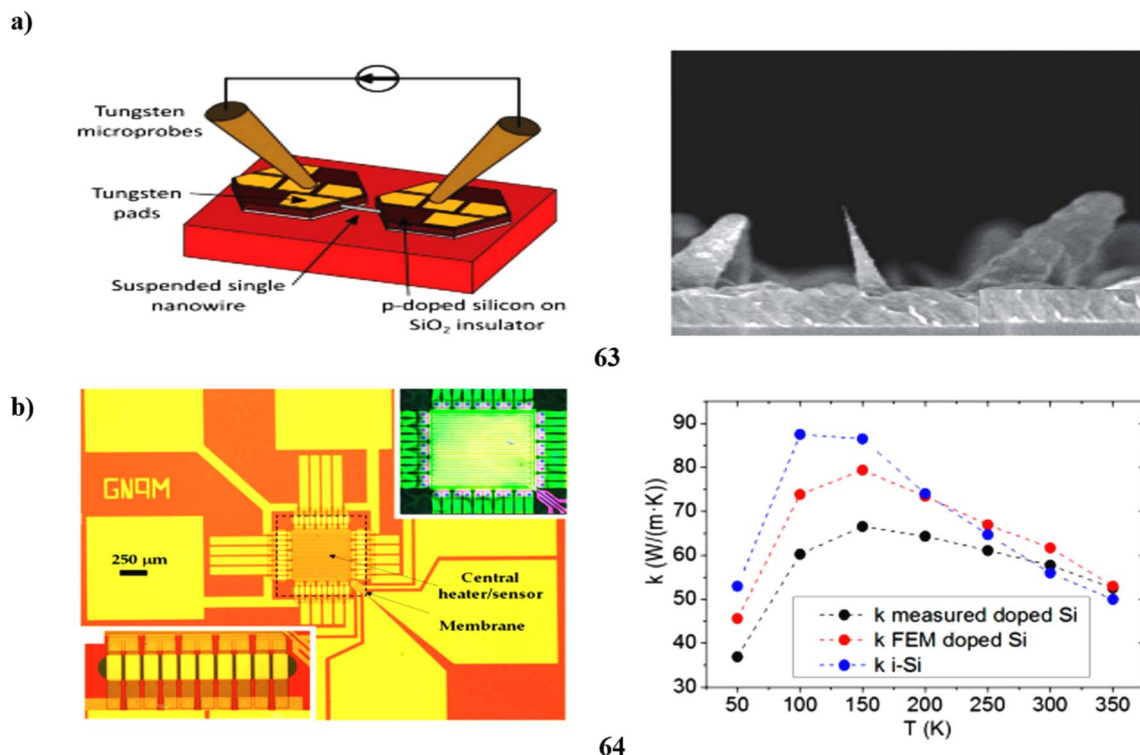 a)
Tungsten
microprobes
Tungsten
pads
Suspended single
nanowire
p-doped silicon on
SiO₂ insulator
63
b)
GN9M
250 µm
Central
heater/sensor
Membrane
k (W/(m·K))
90
80
70
60
50
40
30
k measured doped Si
k FEM doped Si
k i-Si
50 100 150 200 250 300 350
T (K)
64